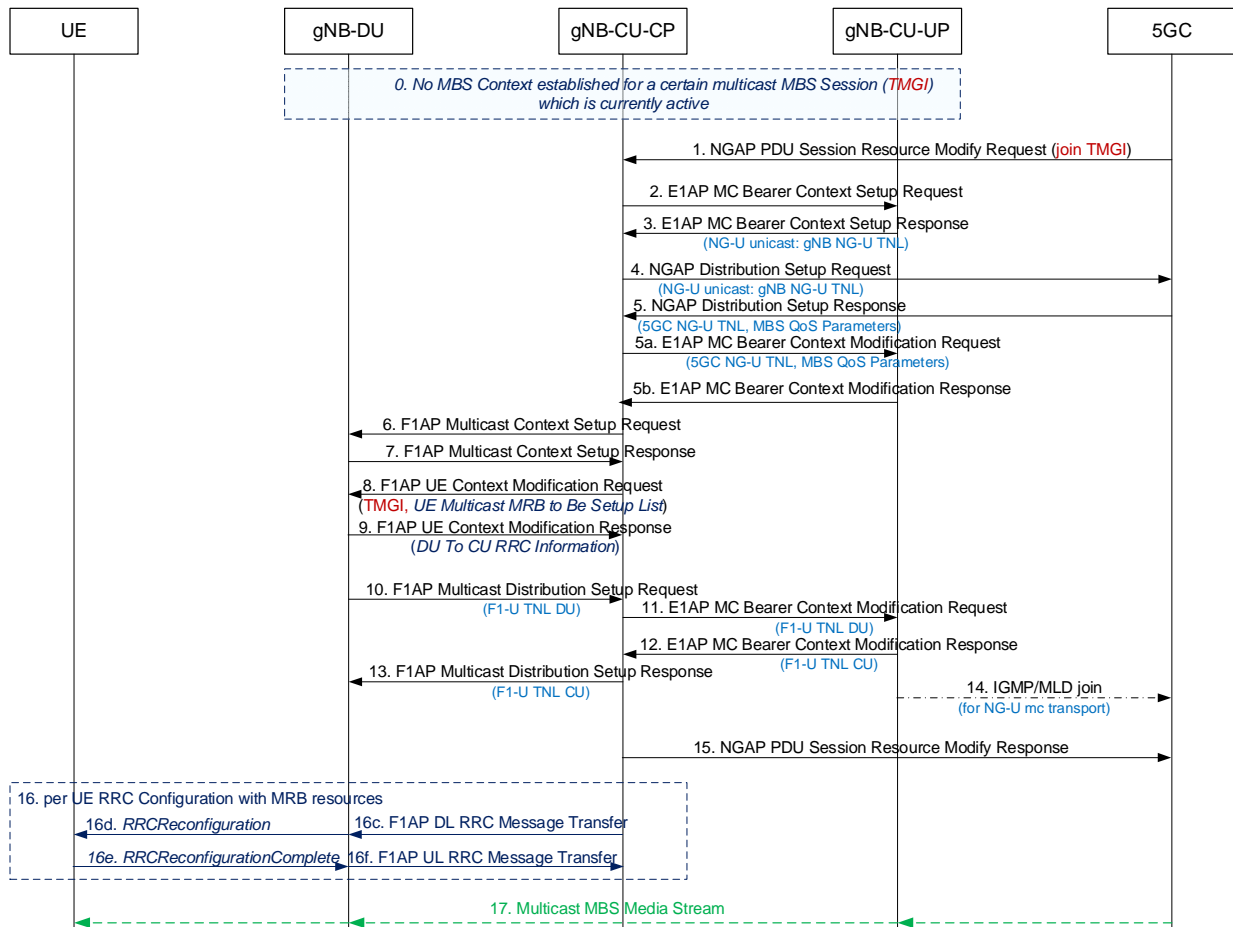 UE
gNB-DU
gNB-CU-CP
gNB-CU-UP
5GC
0. No MBS Context established for a certain multicast MBS Session (TMGI)
which is currently active
1. NGAP PDU Session Resource Modify Request (join TMGI)
2. E1AP MC Bearer Context Setup Request
3. E1AP MC Bearer Context Setup Response
(NG-U unicast: gNB NG-U TNL)
4. NGAP Distribution Setup Request
(NG-U unicast: gNB NG-U TNL)
5. NGAP Distribution Setup Response
(5GC NG-U TNL, MBS QoS Parameters)
5a. E1AP MC Bearer Context Modification Request
(5GC NG-U TNL, MBS QoS Parameters)
5b. E1AP MC Bearer Context Modification Response
6. F1AP Multicast Context Setup Request
7. F1AP Multicast Context Setup Response
8. F1AP UE Context Modification Request
(TMGI, UE Multicast MRB to Be Setup List)
9. F1AP UE Context Modification Response
(DU To CU RRC Information)
10. F1AP Multicast Distribution Setup Request
(F1-U TNL DU)
11. E1AP MC Bearer Context Modification Request
(F1-U TNL DU)
12. E1AP MC Bearer Context Modification Response
(F1-U TNL CU)
13. F1AP Multicast Distribution Setup Response
(F1-U TNL CU)
14. IGMP/MLD join
(for NG-U mc transport)
15. NGAP PDU Session Resource Modify Response
16. per UE RRC Configuration with MRB resources
16d. RRCReconfiguration
16c. F1AP DL RRC Message Transfer
16e. RRCReconfigurationComplete
16f. F1AP UL RRC Message Transfer
17. Multicast MBS Media Stream